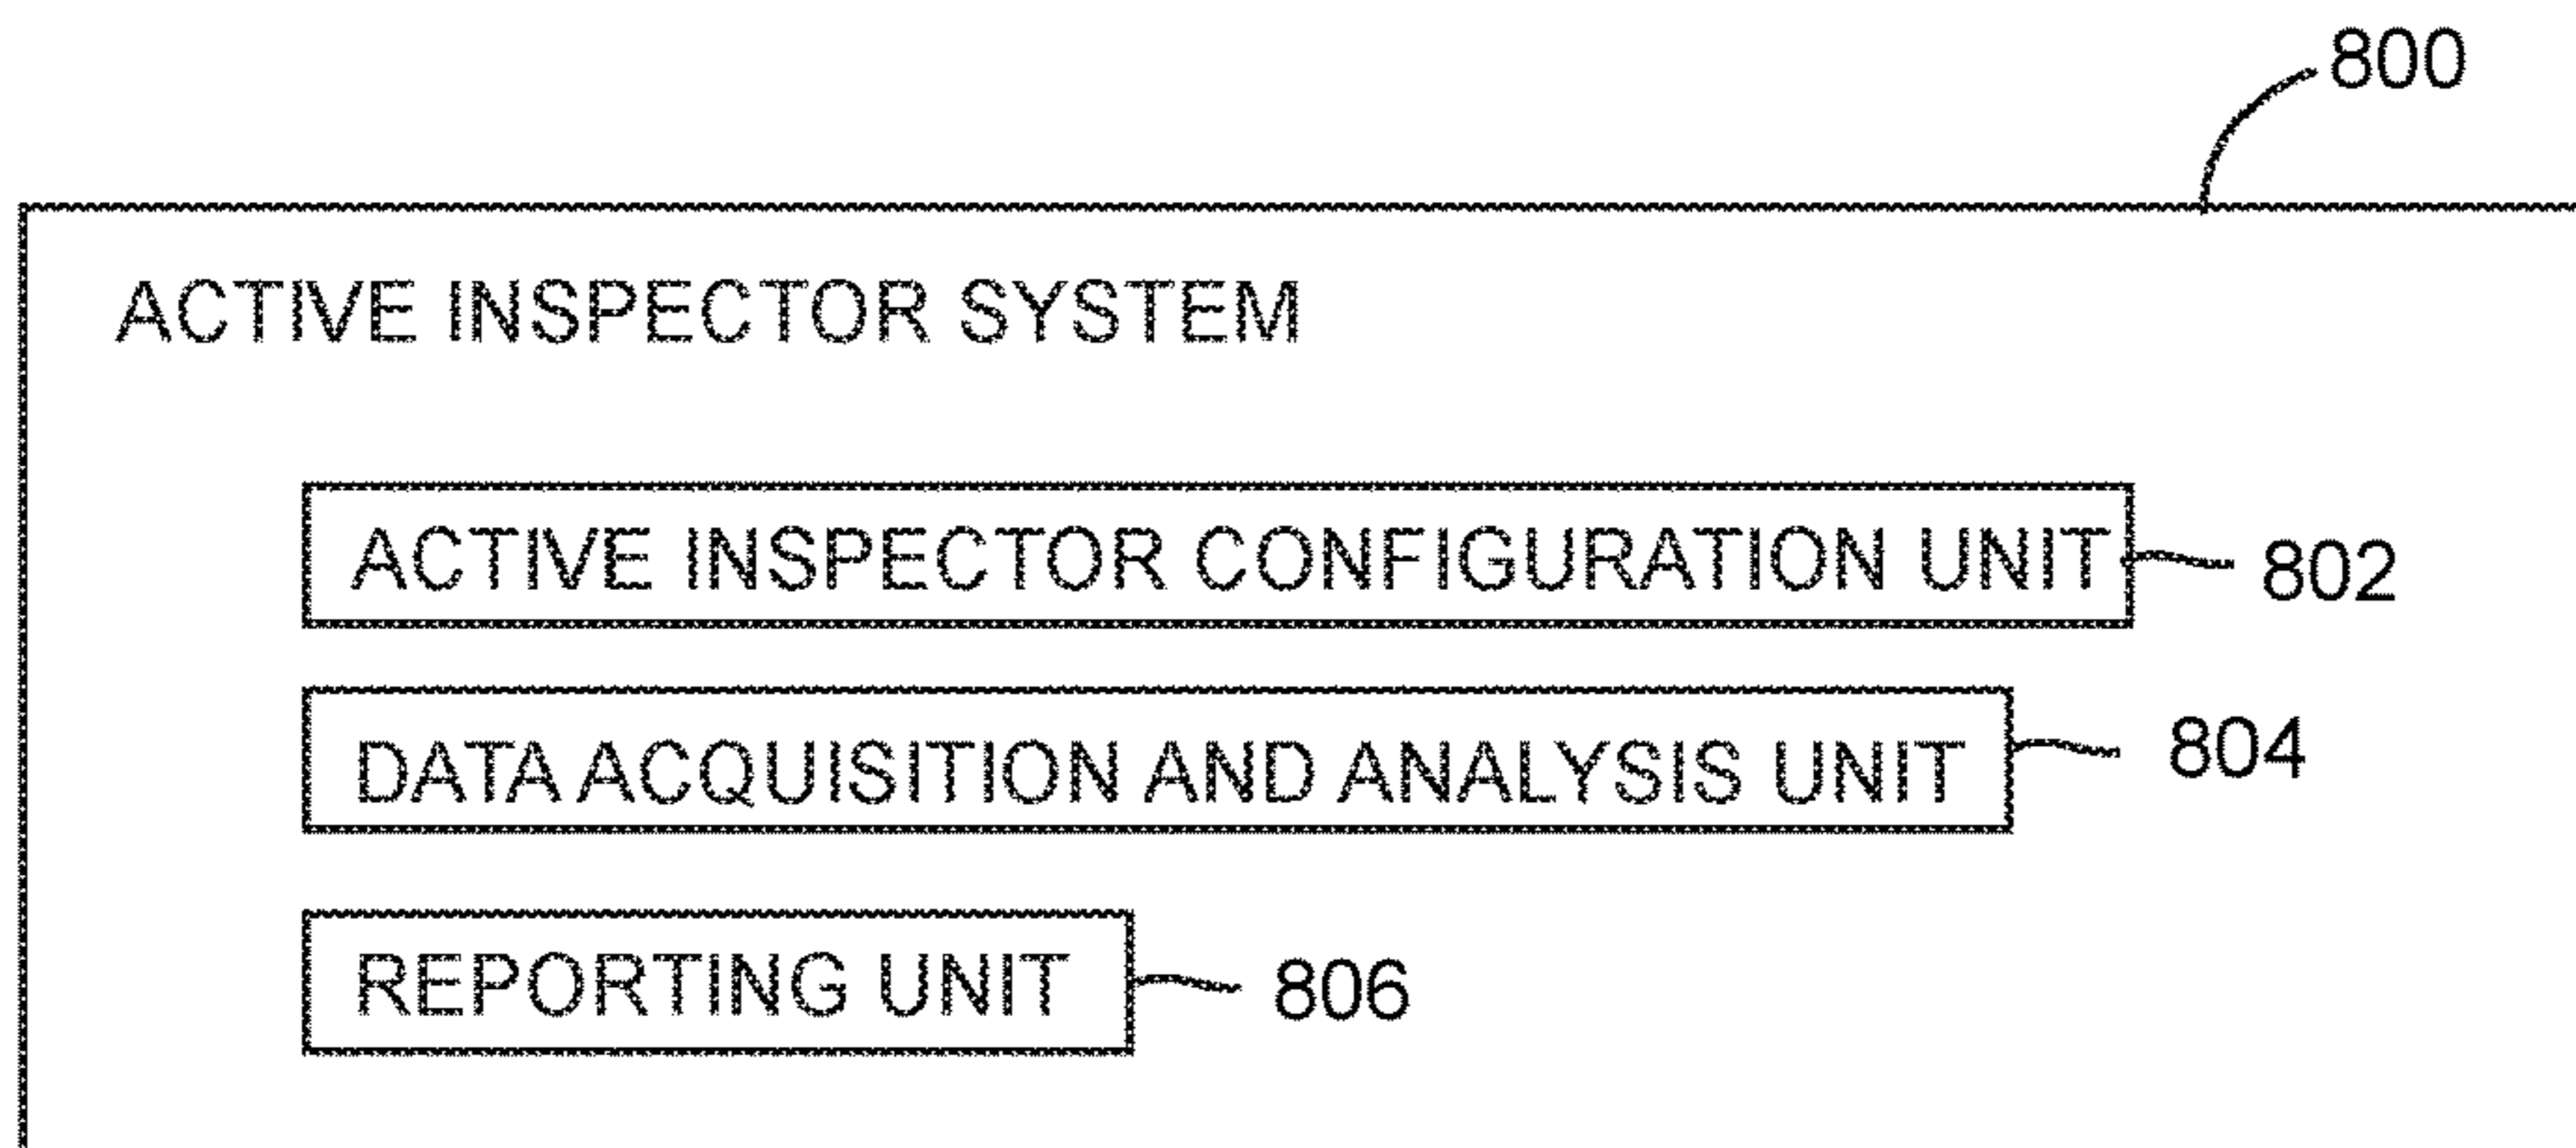 800
ACTIVE INSPECTOR SYSTEM
ACTIVE INSPECTOR CONFIGURATION UNIT 802
DATA ACQUISITION AND ANALYSIS UNIT 804
REPORTING UNIT 806